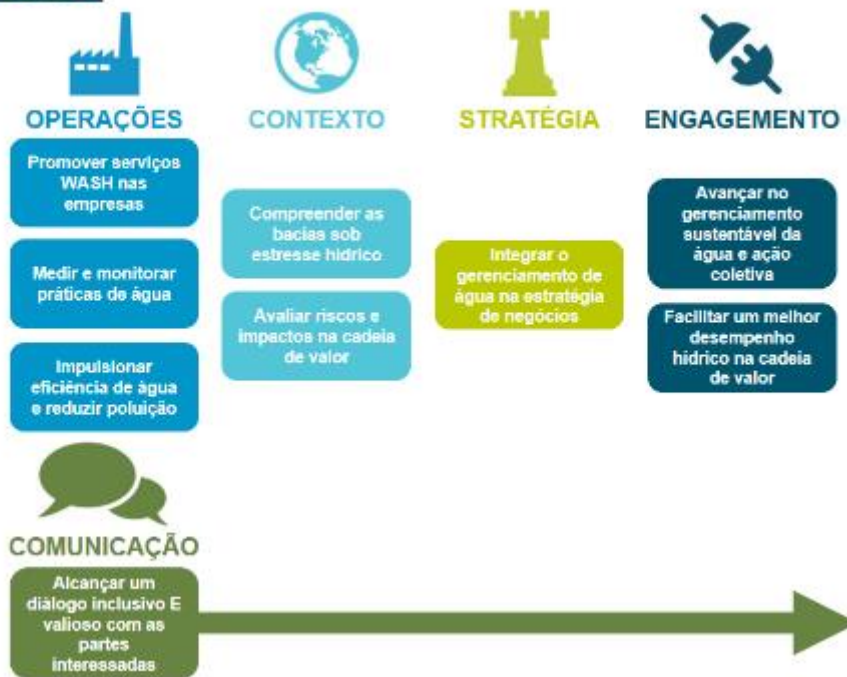 OPERAÇÕES
Promover serviços
WASH nas
empresas
Medir e monitorar
práticas de água
Impulsionar
eficiência de água
e reduzir poluição
CONTEXTO
Compreender as
bacias sob
estresse hídrico
Avaliar riscos e
impactos na cadeia
de valor
STRATÉGIA
Integrar o
gerenciamento de
água na estratégia
de negócios
ENGAGEMENTO
Avançar no
gerenciamento
sustentável da
água e ação
coletiva
Facilitar um melhor
desempenho
hídrico na cadeia
de valor
COMUNICAÇÃO
Alcançar um
diálogo inclusivo E
valioso com as
partes
interessadas